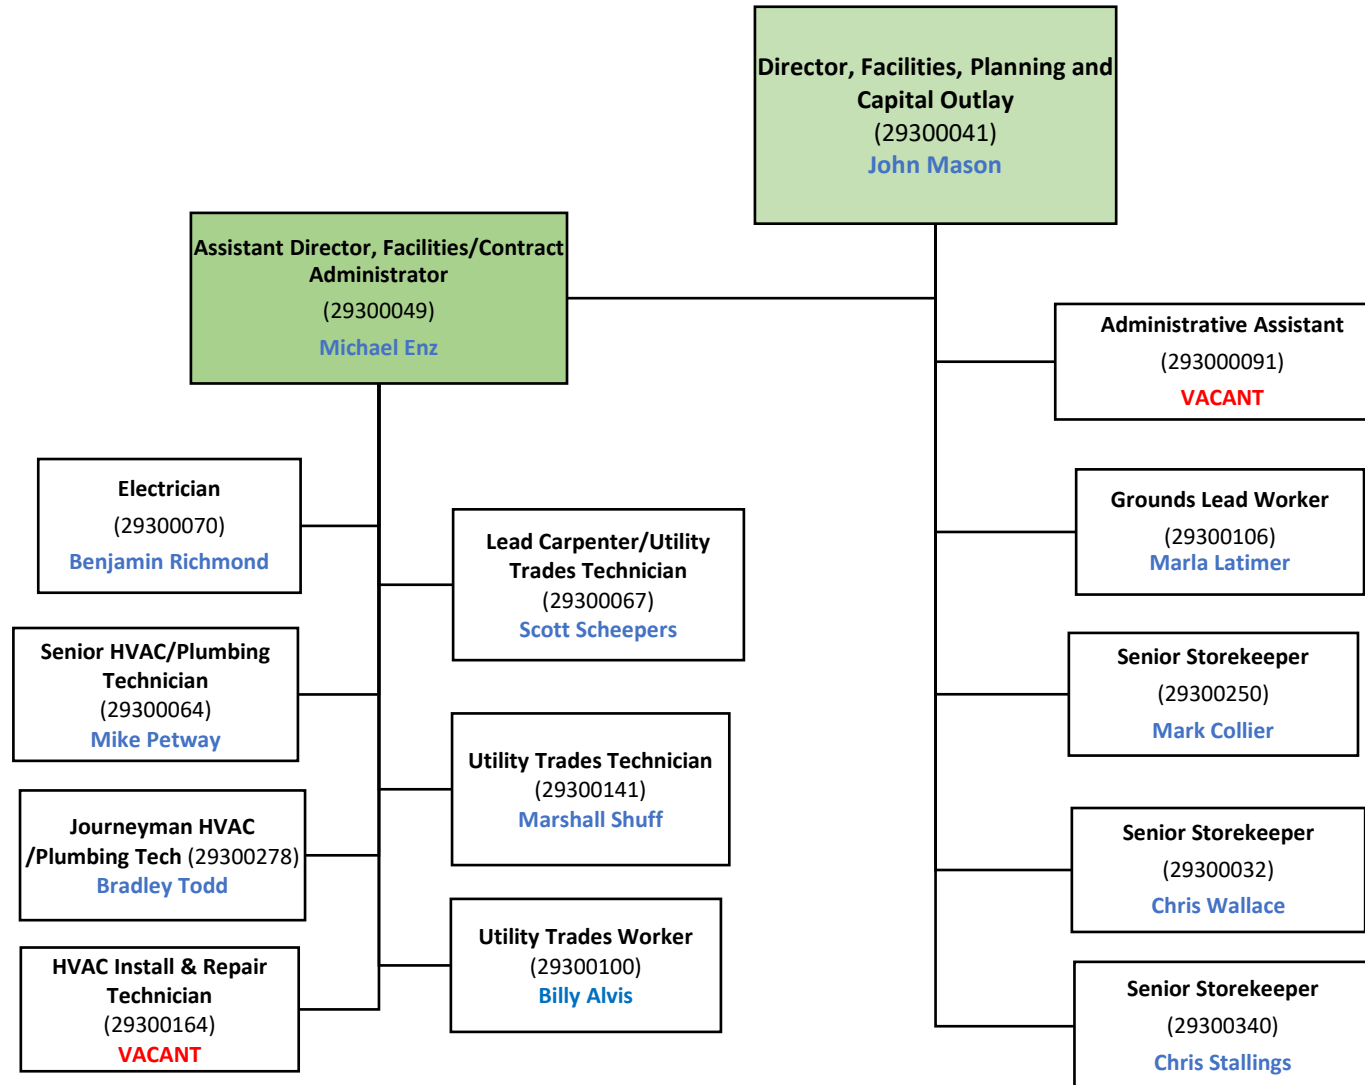 Director, Facilities, Planning and
Capital Outlay
(29300041)
John Mason
Assistant Director, Facilities/Contract
Administrator
(29300049)
Michael Enz
Administrative Assistant
(293000091)
VACANT
Electrician
(29300070)
Benjamin Richmond
Lead Carpenter/Utility
Trades Technician
(29300067)
Scott Scheepers
Grounds Lead Worker
(29300106)
Marla Latimer
Senior HVAC/Plumbing
Technician
(29300064)
Mike Petway
Utility Trades Technician
(29300141)
Marshall Shuff
Senior Storekeeper
(29300250)
Mark Collier
Journeyman HVAC
/Plumbing Tech (29300278)
Bradley Todd
Utility Trades Worker
(29300100)
Billy Alvis
Senior Storekeeper
(29300032)
Chris Wallace
HVAC Install & Repair
Technician
(29300164)
VACANT
Senior Storekeeper
(29300340)
Chris Stallings